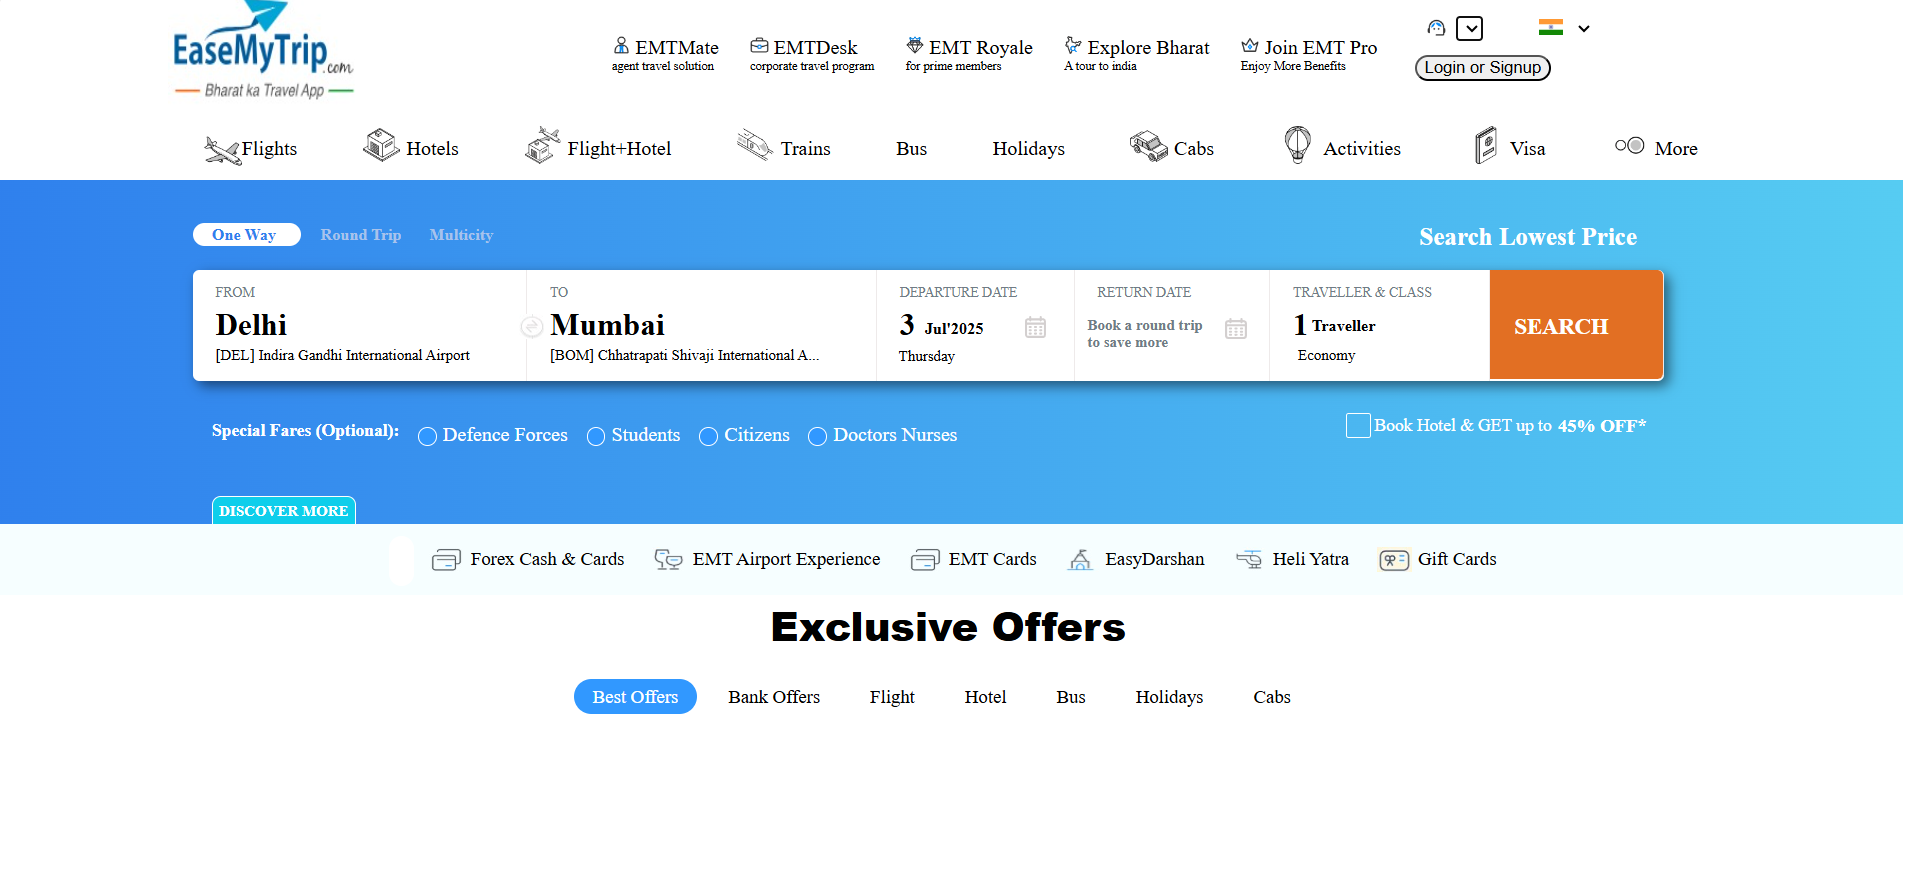 EaseMyTrip.com
Bharat ka Travel App
EMTMate
agent travel solution
EMTDesk
corporate travel program
EMT Royale
for prime members
Explore Bharat
A tour to india
Join EMT Pro
Enjoy More Benefits
Login or Signup
Flights
Hotels
Flight+Hotel
Trains
Bus
Holidays
Cabs
Activities
Visa
More
One Way
Round Trip
Multicity
Search Lowest Price
FROM
Delhi
[DEL] Indira Gandhi International Airport
TO
Mumbai
[BOM] Chhatrapati Shivaji International A...
DEPARTURE DATE
3 Jul'2025
Thursday
RETURN DATE
Book a round trip
to save more
TRAVELLER & CLASS
1 Traveller
Economy
SEARCH
Special Fares (Optional):
Defence Forces
Students
Citizens
Doctors Nurses
Book Hotel & GET up to 45% OFF*
DISCOVER MORE
Forex Cash & Cards
EMT Airport Experience
EMT Cards
EasyDarshan
Heli Yatra
Gift Cards
Exclusive Offers
Best Offers
Bank Offers
Flight
Hotel
Bus
Holidays
Cabs